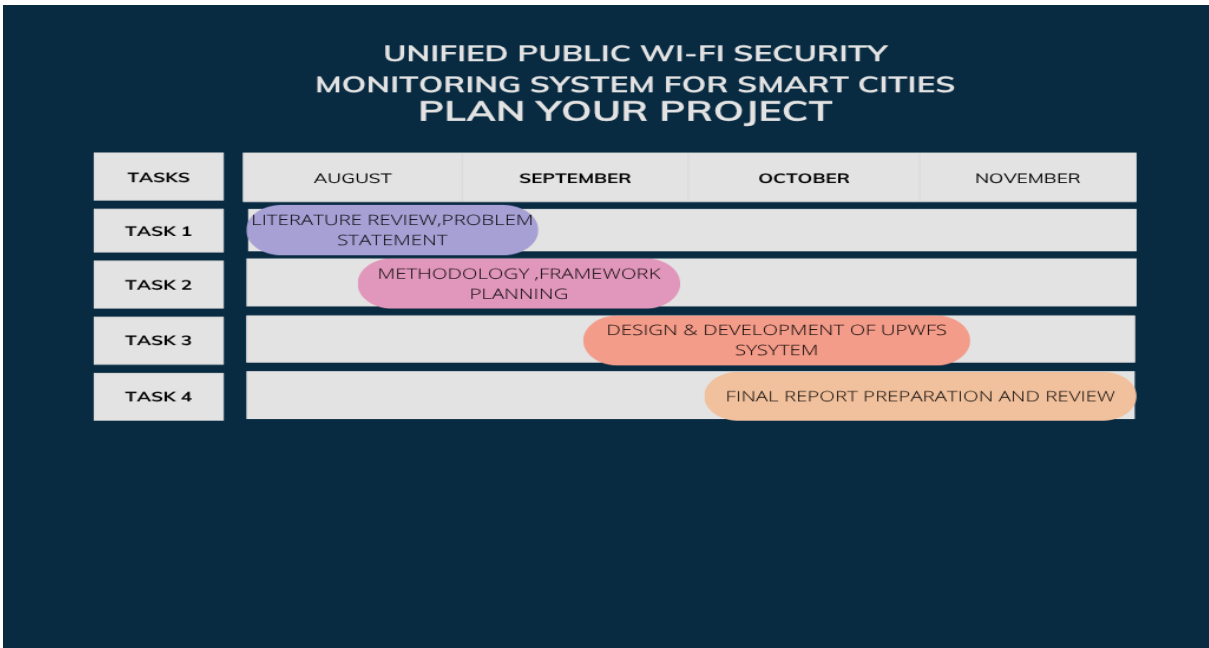 UNIFIED PUBLIC WI-FI SECURITY
MONITORING SYSTEM FOR SMART CITIES
PLAN YOUR PROJECT
TASKS
AUGUST
SEPTEMBER
OCTOBER
NOVEMBER
TASK 1
LITERATURE REVIEW,PROBLEM
STATEMENT
TASK 2
METHODOLOGY ,FRAMEWORK
PLANNING
TASK 3
DESIGN & DEVELOPMENT OF UPWFS
SYSYTEM
TASK 4
FINAL REPORT PREPARATION AND REVIEW